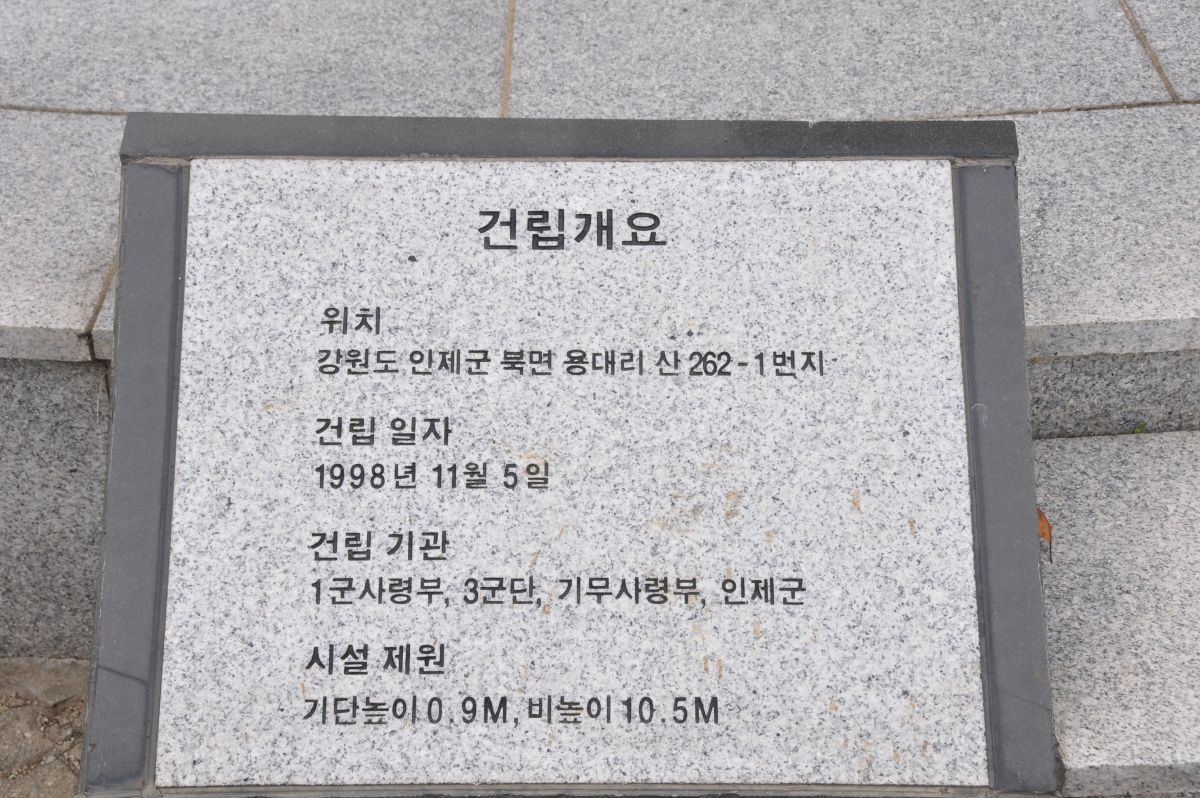 건립개요
위치
강원도 인제군 북면 용대리 산 262-1번지
건립 일자
1998년 11월 5일
건립 기관
1군사령부, 3군단, 기무사령부, 인제군
시설 제원
기단높이 0.9M, 비높이 10.5M